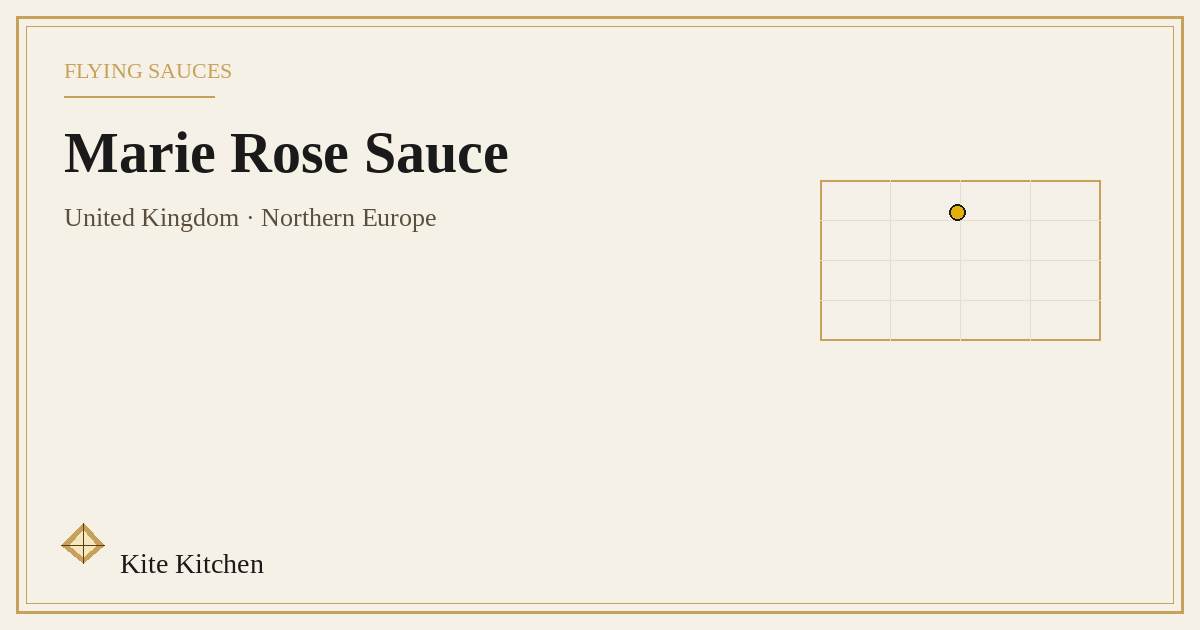 FLYING SAUCES
Marie Rose Sauce
United Kingdom · Northern Europe
Kite Kitchen